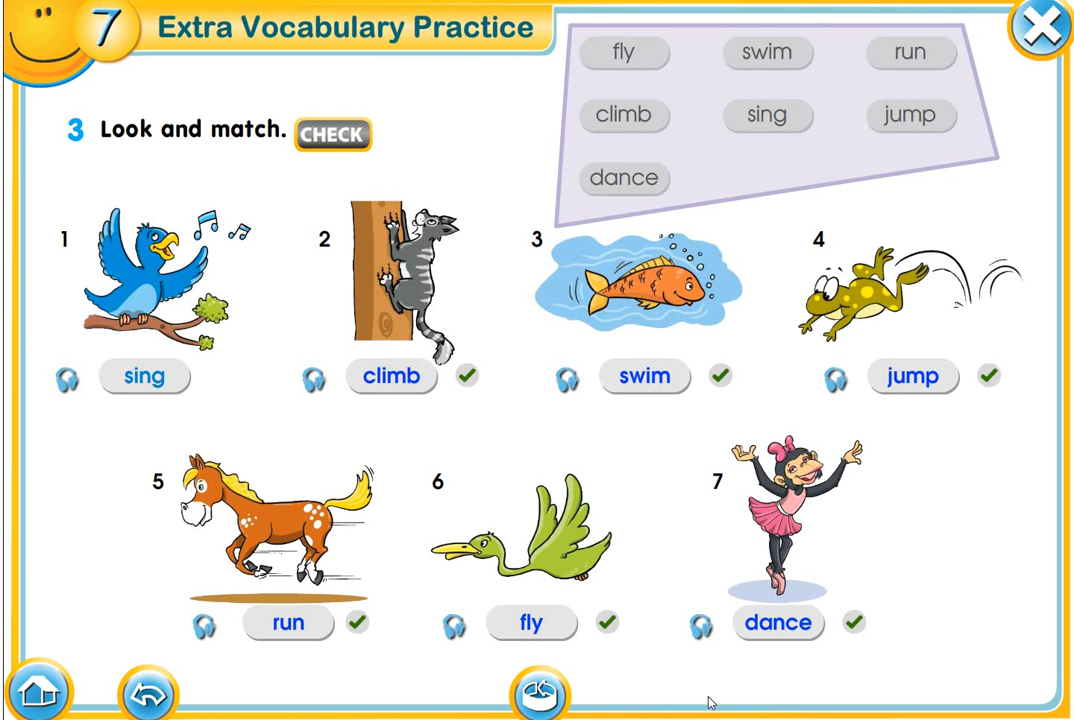 7 Extra Vocabulary Practice
fly swim run
climb sing jump
dance
3 Look and match. CHECK
1 2 3 4
sing climb swim jump
5 6 7
run fly dance